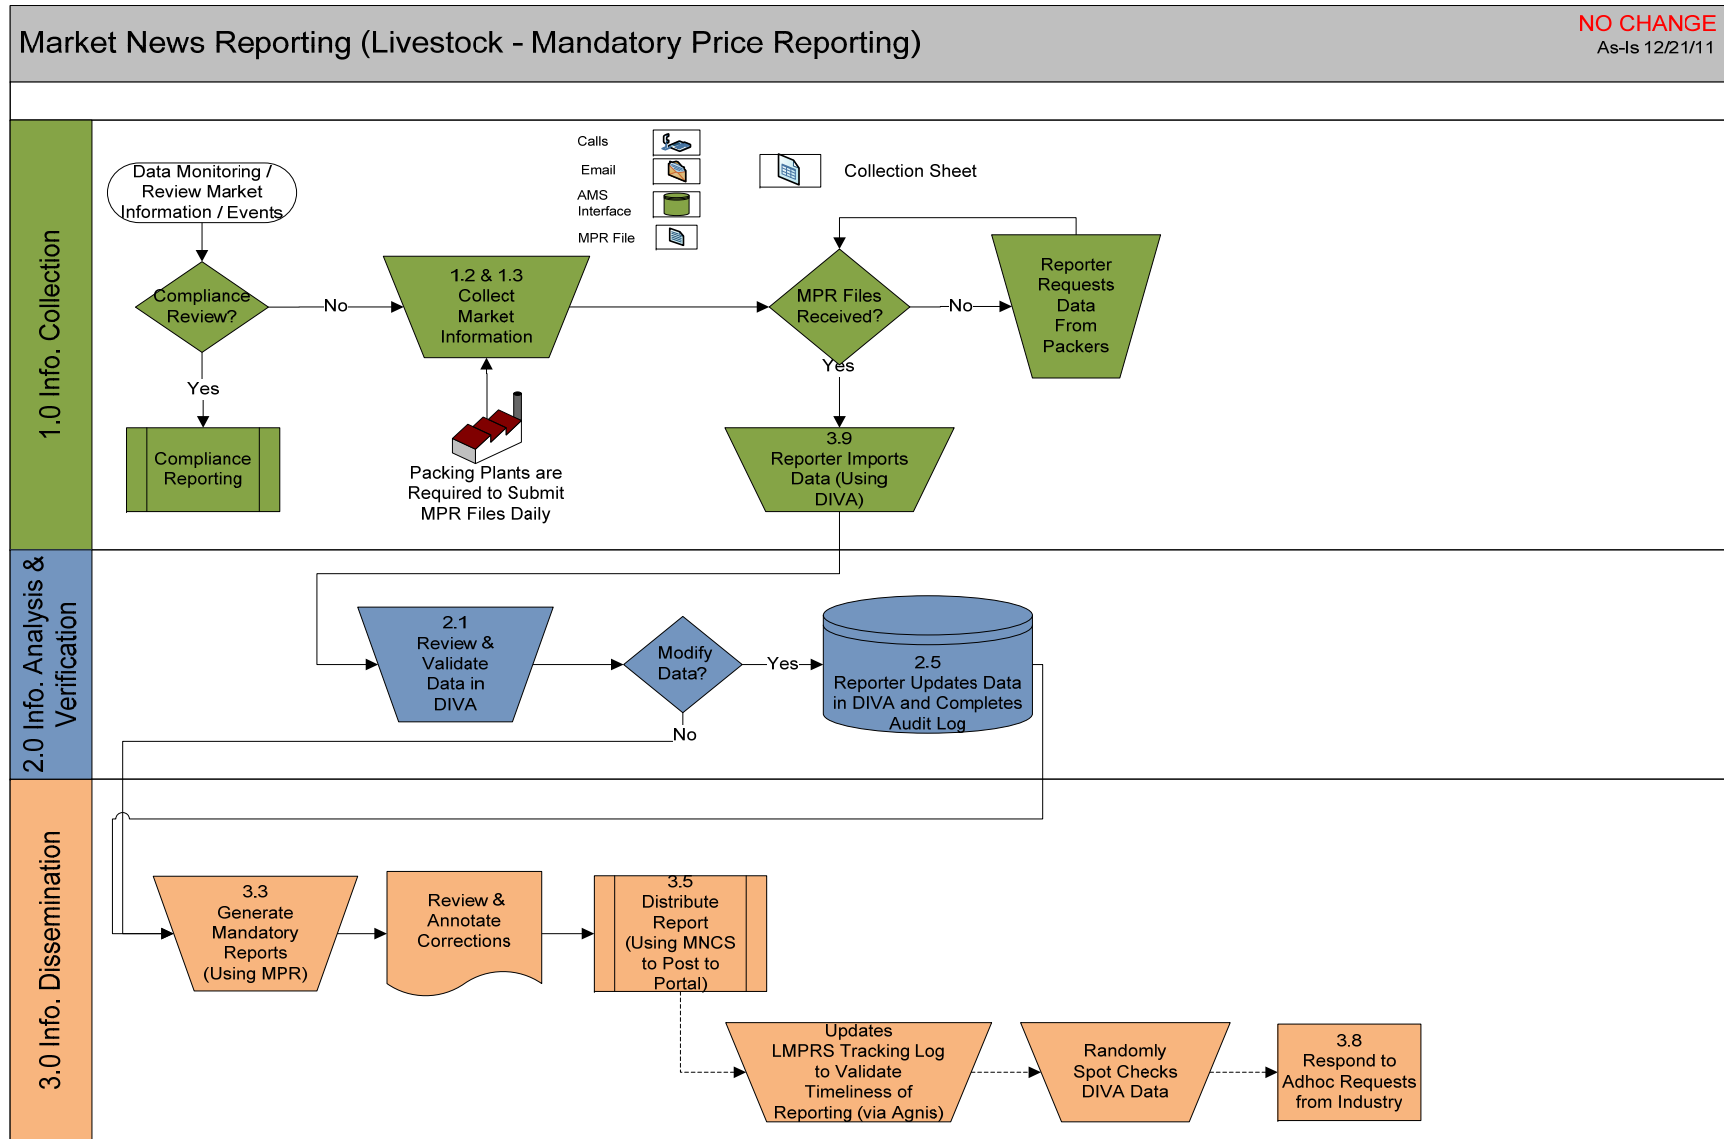 Market News Reporting (Livestock - Mandatory Price Reporting)
NO CHANGE
As-Is 12/21/11
1.0 Info. Collection
Data Monitoring /
Review Market
Information / Events
Compliance
Review?
No
Yes
Compliance
Reporting
1.2 & 1.3
Collect
Market
Information
Packing Plants are
Required to Submit
MPR Files Daily
Calls
Email
AMS
Interface
MPR File
Collection Sheet
MPR Files
Received?
No
Yes
Reporter
Requests
Data
From
Packers
3.9
Reporter Imports
Data (Using
DIVA)
2.0 Info. Analysis &
Verification
2.1
Review &
Validate
Data in
DIVA
Modify
Data?
Yes
No
2.5
Reporter Updates Data
in DIVA and Completes
Audit Log
3.0 Info. Dissemination
3.3
Generate
Mandatory
Reports
(Using MPR)
Review &
Annotate
Corrections
3.5
Distribute
Report
(Using MNCS
to Post to
Portal)
Updates
LMPRS Tracking Log
to Validate
Timeliness of
Reporting (via Agnis)
Randomly
Spot Checks
DIVA Data
3.8
Respond to
Adhoc Requests
from Industry